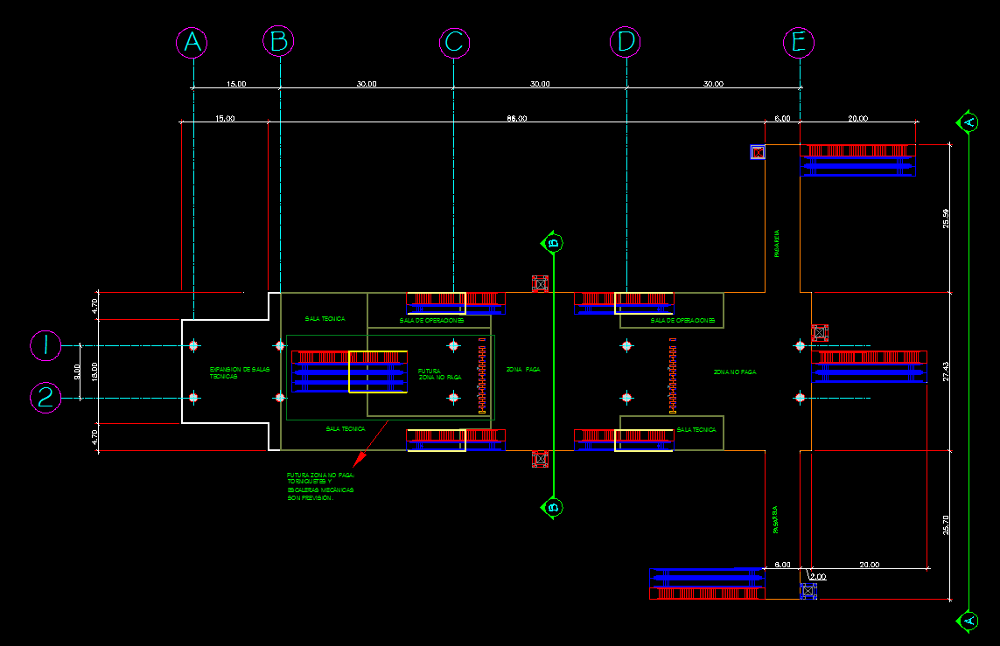 A
B
C
D
E
15.00
30.00
30.00
30.00
15.00
86.00
6.00
20.00
A
25.59
PASARELA
B
4.70
SALA TECNICA
SALA DE OPERACIONES
SALA DE OPERACIONES
1
9.00
18.00
EXPANSION DE SALAS
TECNICAS
FUTURA
ZONA NO PAGA
ZONA PAGA
ZONA NO PAGA
27.43
2
4.70
SALA TECNICA
SALA TECNICA
FUTURA ZONA NO PAGA:
TORNIQUETES Y
ESCALERAS MECÁNICAS
SON PREVISIÓN.
B
PASARELA
25.70
6.00
2.00
20.00
A